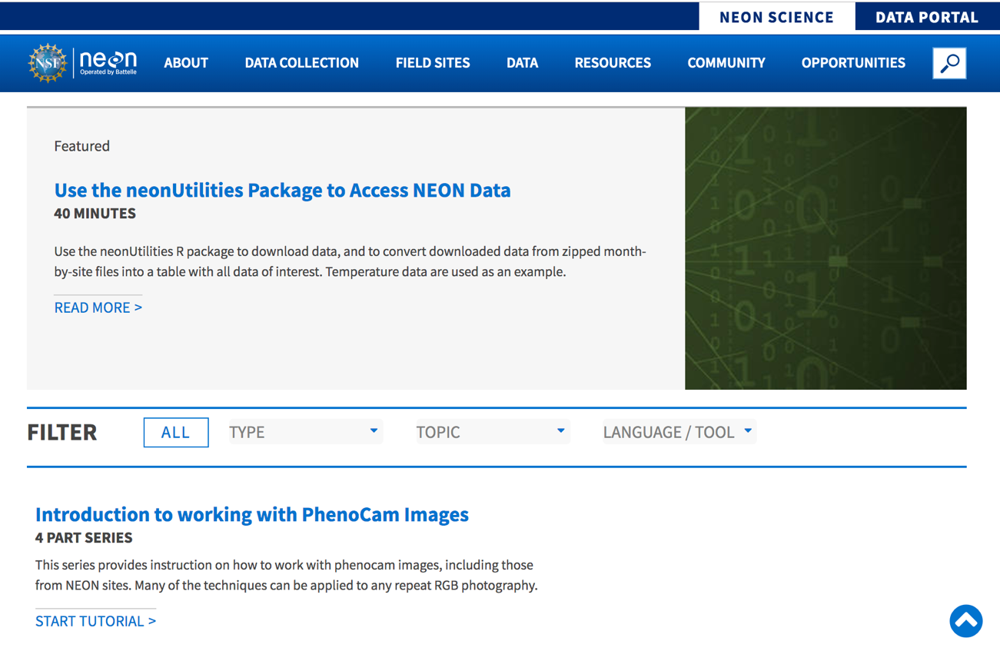 NEON SCIENCE
DATA PORTAL
NSF
neon
Operated by Battelle
ABOUT
DATA COLLECTION
FIELD SITES
DATA
RESOURCES
COMMUNITY
OPPORTUNITIES
Featured
Use the neonUtilities Package to Access NEON Data
40 MINUTES
Use the neonUtilities R package to download data, and to convert downloaded data from zipped month-
by-site files into a table with all data of interest. Temperature data are used as an example.
READ MORE >
FILTER
ALL
TYPE
TOPIC
LANGUAGE / TOOL
Introduction to working with PhenoCam Images
4 PART SERIES
This series provides instruction on how to work with phenocam images, including those
from NEON sites. Many of the techniques can be applied to any repeat RGB photography.
START TUTORIAL >